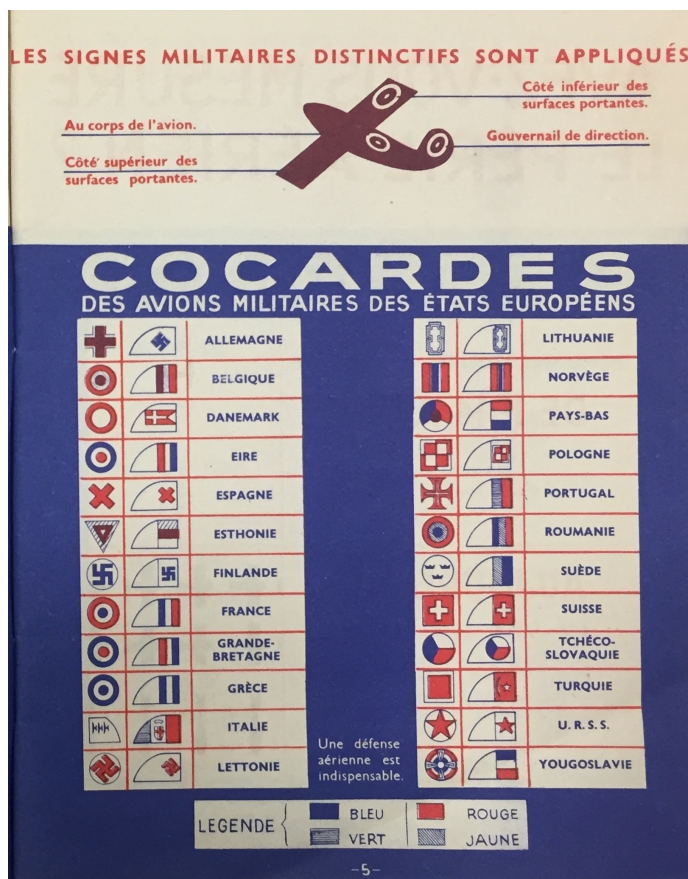 LES SIGNES MILITAIRES DISTINCTIFS SONT APPLIQUÉS
Côté inférieur des
surfaces portantes.
Au corps de l'avion.
Gouvernail de direction.
Côté supérieur des
surfaces portantes.
COCARDES
DES AVIONS MILITAIRES DES ÉTATS EUROPÉENS
ALLEMAGNE
BELGIQUE
DANEMARK
EIRE
ESPAGNE
ESTHONIE
FINLANDE
FRANCE
GRANDE-
BRETAGNE
GRÈCE
ITALIE
LETTONIE
LITHUANIE
NORVÈGE
PAYS-BAS
POLOGNE
PORTUGAL
ROUMANIE
SUÈDE
SUISSE
TCHÉCO-
SLOVAQUIE
TURQUIE
U.R.S.S.
YOUGOSLAVIE
Une défense
aérienne est
indispensable.
LEGENDE
BLEU
ROUGE
VERT
JAUNE
-5-